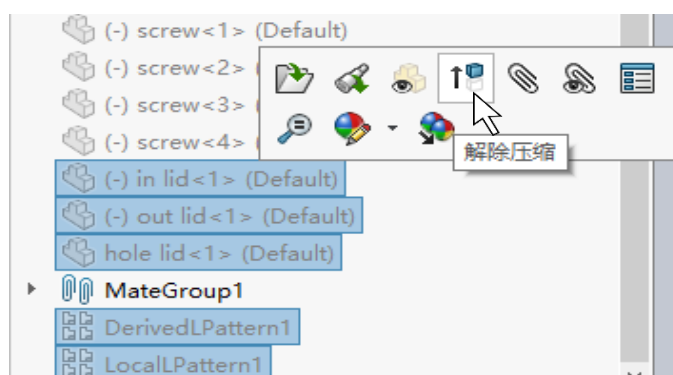 (-) screw<1> (Default)
(-) screw<2> (
(-) screw<3> (
(-) screw<4> (
解除压缩
(-) in lid<1> (Default)
(-) out lid<1> (Default)
hole lid<1> (Default)
MateGroup1
DerivedLPattern1
LocalLPattern1